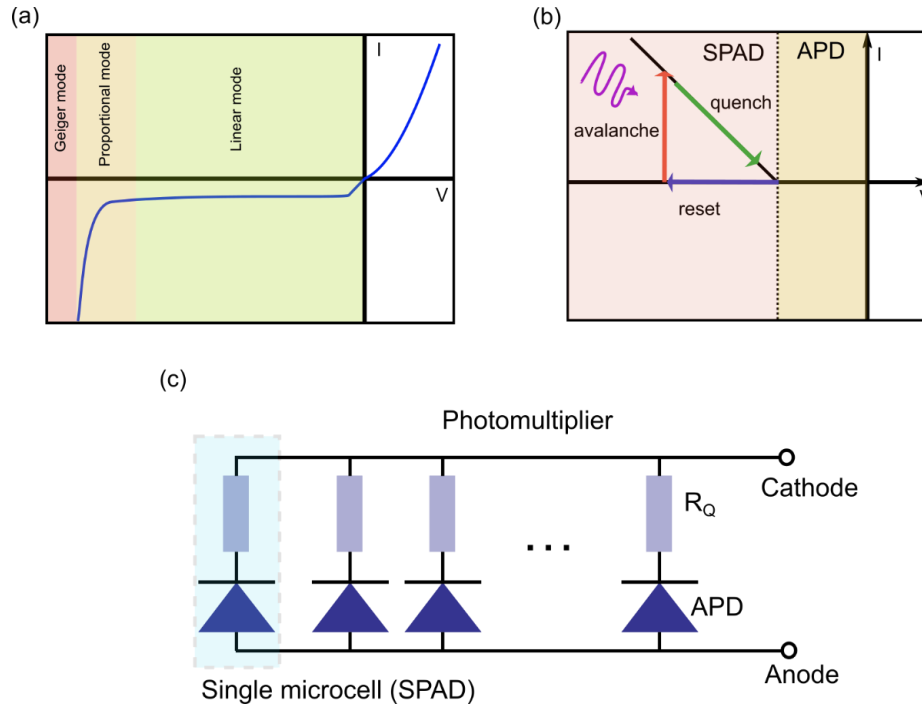 (a)
I
Geiger mode
Proportional mode
Linear mode
V
(b)
SPAD
APD
I
quench
avalanche
reset
V
(c)
Photomultiplier
Cathode
R_Q
...
APD
Anode
Single microcell (SPAD)